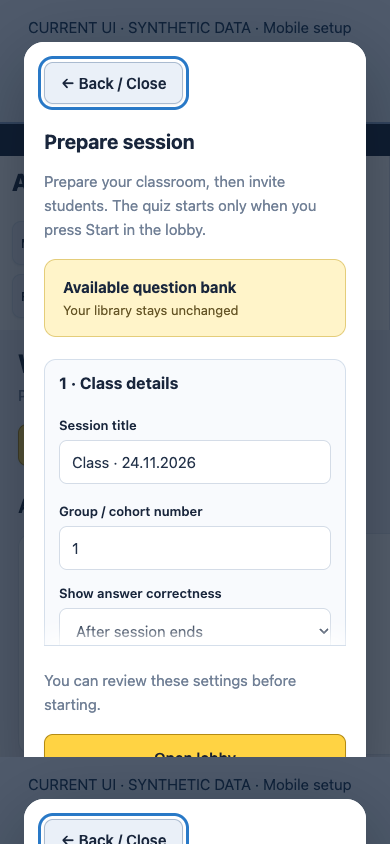 CURRENT UI · SYNTHETIC DATA · Mobile setup
← Back / Close
Prepare session
Prepare your classroom, then invite
students. The quiz starts only when you
press Start in the lobby.
Available question bank
Your library stays unchanged
1 · Class details
Session title
Class · 24.11.2026
Group / cohort number
1
Show answer correctness
After session ends
You can review these settings before
starting.
Open lobby
CURRENT UI · SYNTHETIC DATA · Mobile setup
← Back / Close